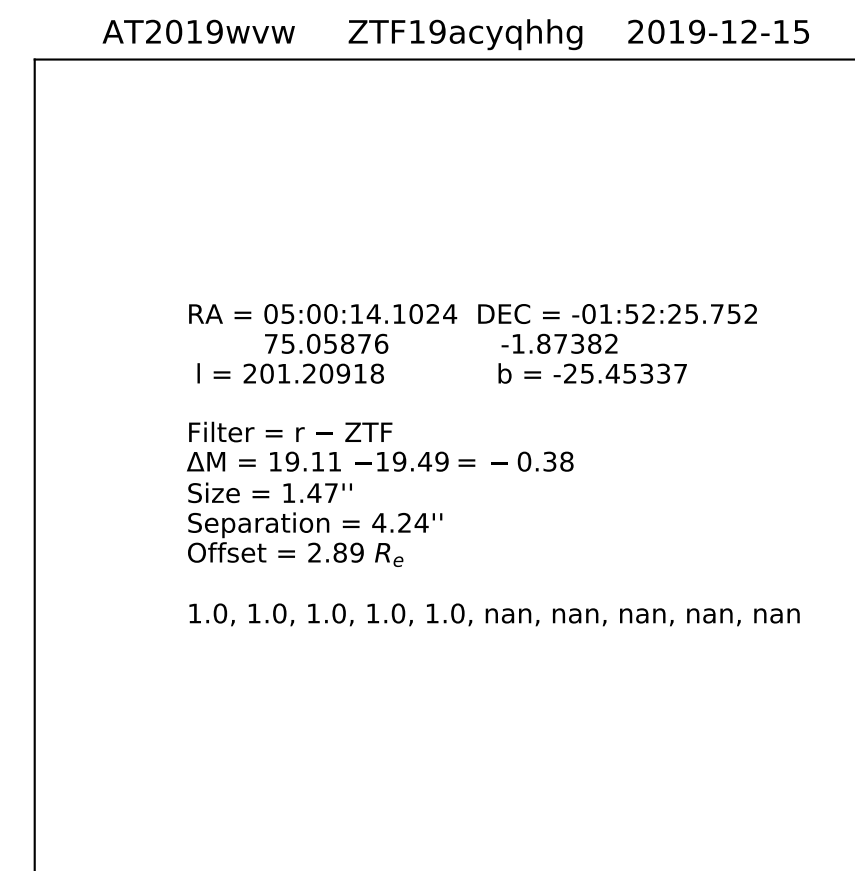 AT2019wvw ZTF19acyqhhg 2019-12-15
RA = 05:00:14.1024 DEC = -01:52:25.752
75.05876 -1.87382
l = 201.20918 b = -25.45337
Filter = r − ZTF
ΔM = 19.11 −19.49 = − 0.38
Size = 1.47''
Separation = 4.24''
Offset = 2.89 Rₑ
1.0, 1.0, 1.0, 1.0, 1.0, nan, nan, nan, nan, nan